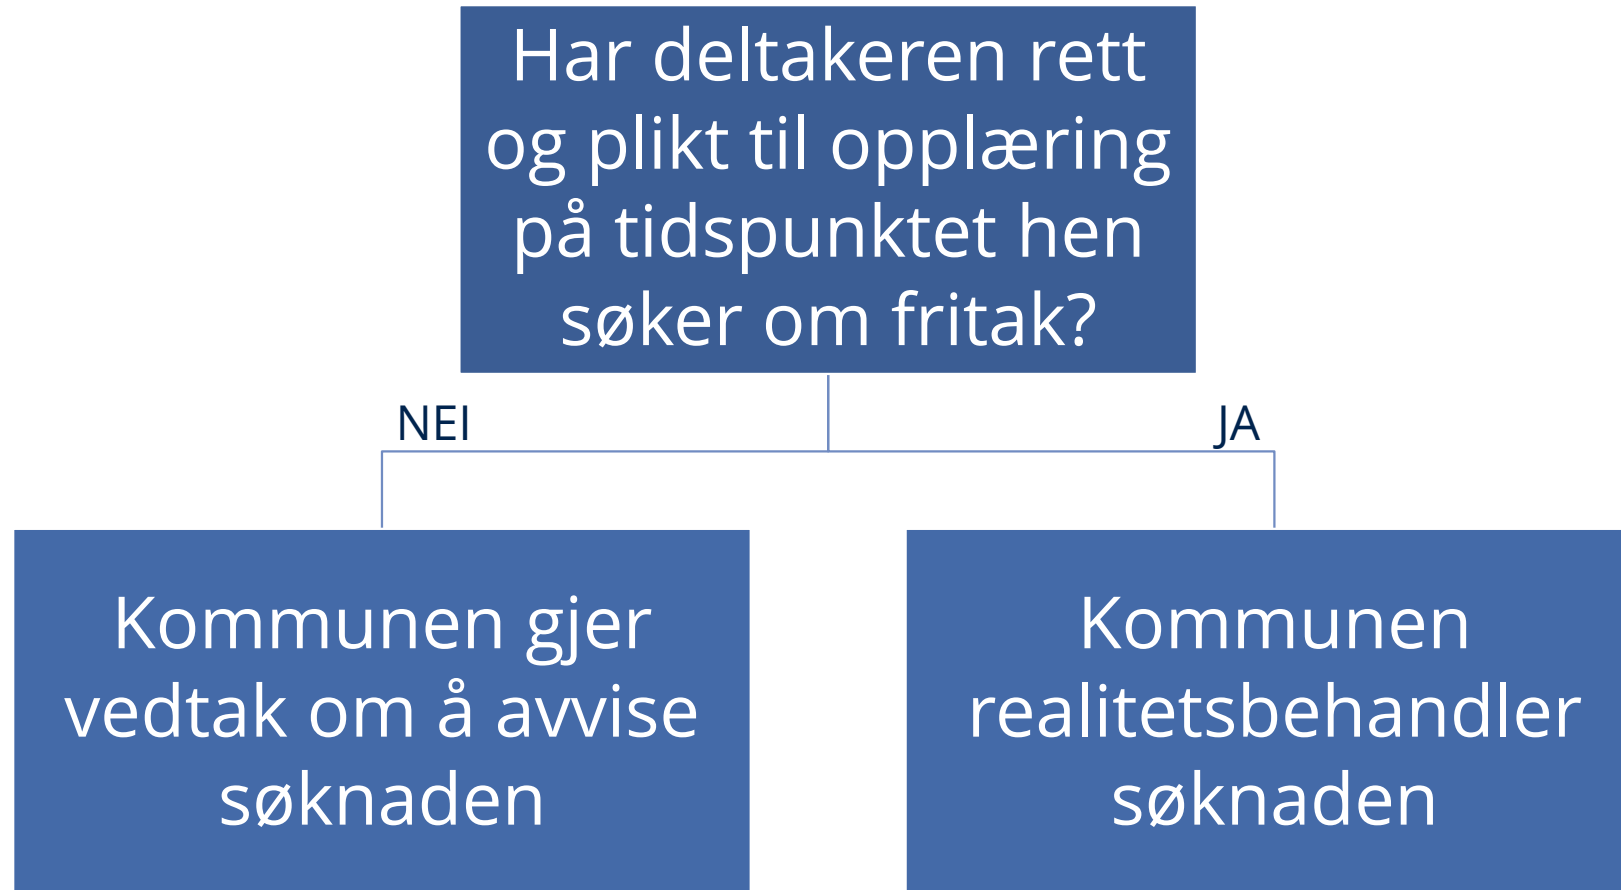 Har deltakeren rett
og plikt til opplæring
på tidspunktet hen
søker om fritak?
NEI
JA
Kommunen gjer
vedtak om å avvise
søknaden
Kommunen
realitetsbehandler
søknaden